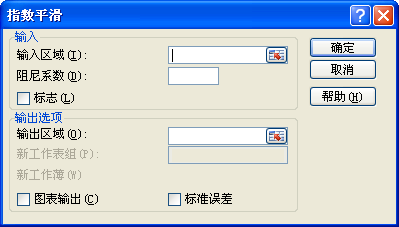 指数平滑
输入
输入区域(I):
确定
阻尼系数(D):
取消
标志(L)
帮助(H)
输出选项
输出区域(O):
新工作表组(P):
新工作薄(W)
图表输出(C)
标准误差